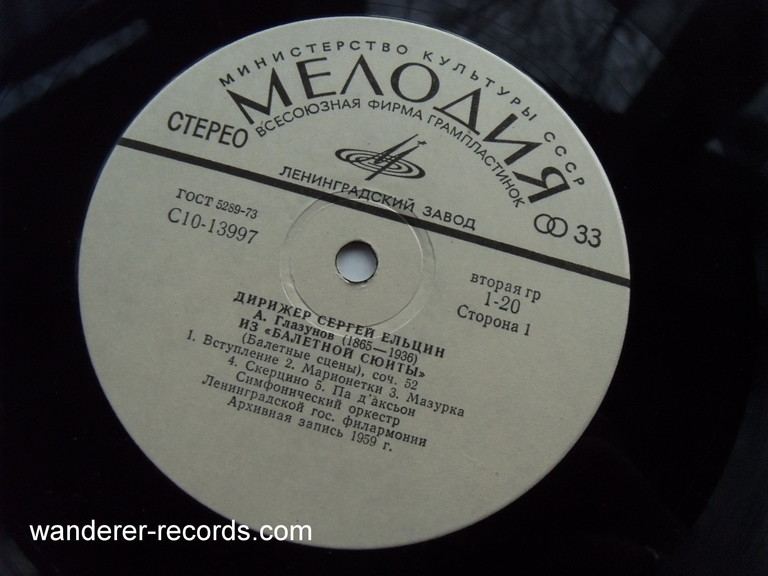 МИНИСТЕРСТВО КУЛЬТУРЫ СССР
МЕЛОДИЯ
ВСЕСОЮЗНАЯ ФИРМА ГРАМПЛАСТИНОК
СТЕРЕО
ЛЕНИНГРАДСКИЙ ЗАВОД
33
ГОСТ 5289-73
С10-13997
вторая гр
1-20
Сторона 1
ДИРИЖЕР СЕРГЕЙ ЕЛЬЦИН
А. Глазунов (1865—1936)
ИЗ «БАЛЕТНОЙ СЮИТЫ»
(Балетные сцены), соч. 52
1. Вступление 2. Марионетки 3. Мазурка
4. Скерцино 5. Па д'аксьон
Симфонический оркестр
Ленинградской гос. филармонии
Архивная запись 1959 г.
wanderer-records.com